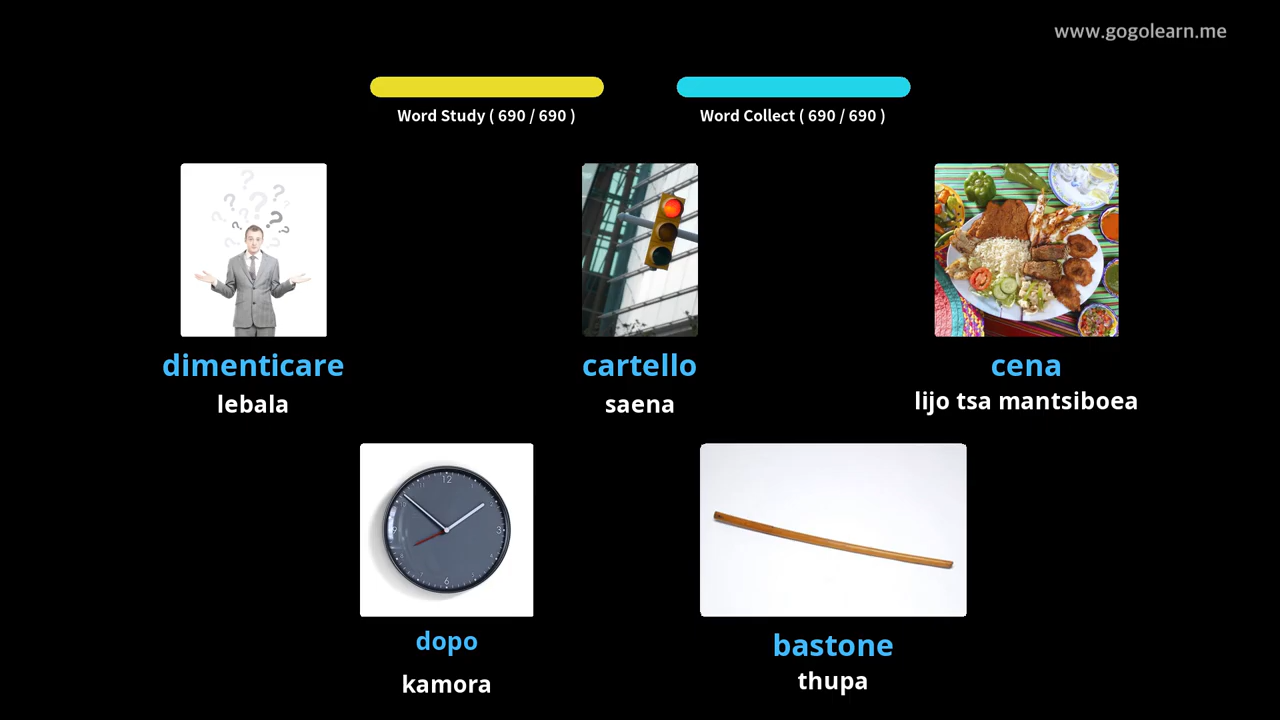 www.gogolearn.me
Word Study ( 690 / 690 )
Word Collect ( 690 / 690 )
dimenticare
lebala
cartello
saena
cena
lijo tsa mantsiboea
dopo
kamora
bastone
thupa